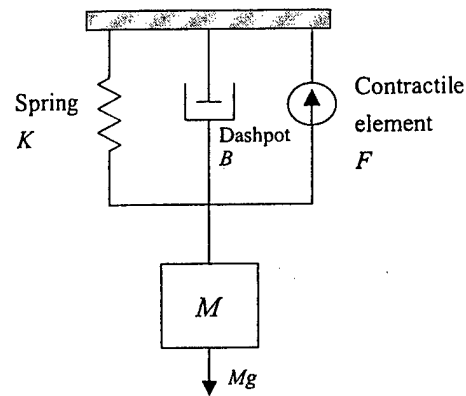 Spring
K
Dashpot
B
Contractile
element
F
M
Mg